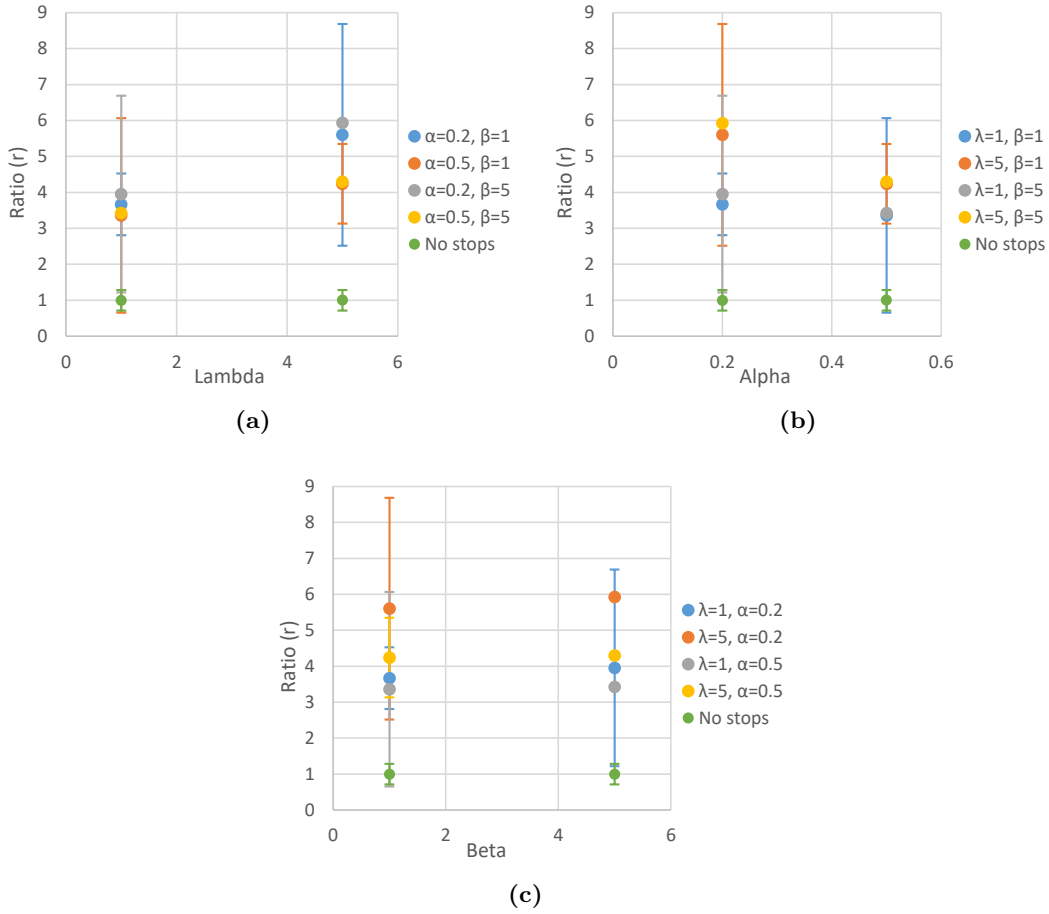 9
8
7
6
5
4
3
2
1
0
Ratio (r)
0 2 4 6
Lambda
α=0.2, β=1
α=0.5, β=1
α=0.2, β=5
α=0.5, β=5
No stops
(a)
9
8
7
6
5
4
3
2
1
0
Ratio (r)
0 0.2 0.4 0.6
Alpha
λ=1, β=1
λ=5, β=1
λ=1, β=5
λ=5, β=5
No stops
(b)
9
8
7
6
5
4
3
2
1
0
Ratio (r)
0 2 4 6
Beta
λ=1, α=0.2
λ=5, α=0.2
λ=1, α=0.5
λ=5, α=0.5
No stops
(c)